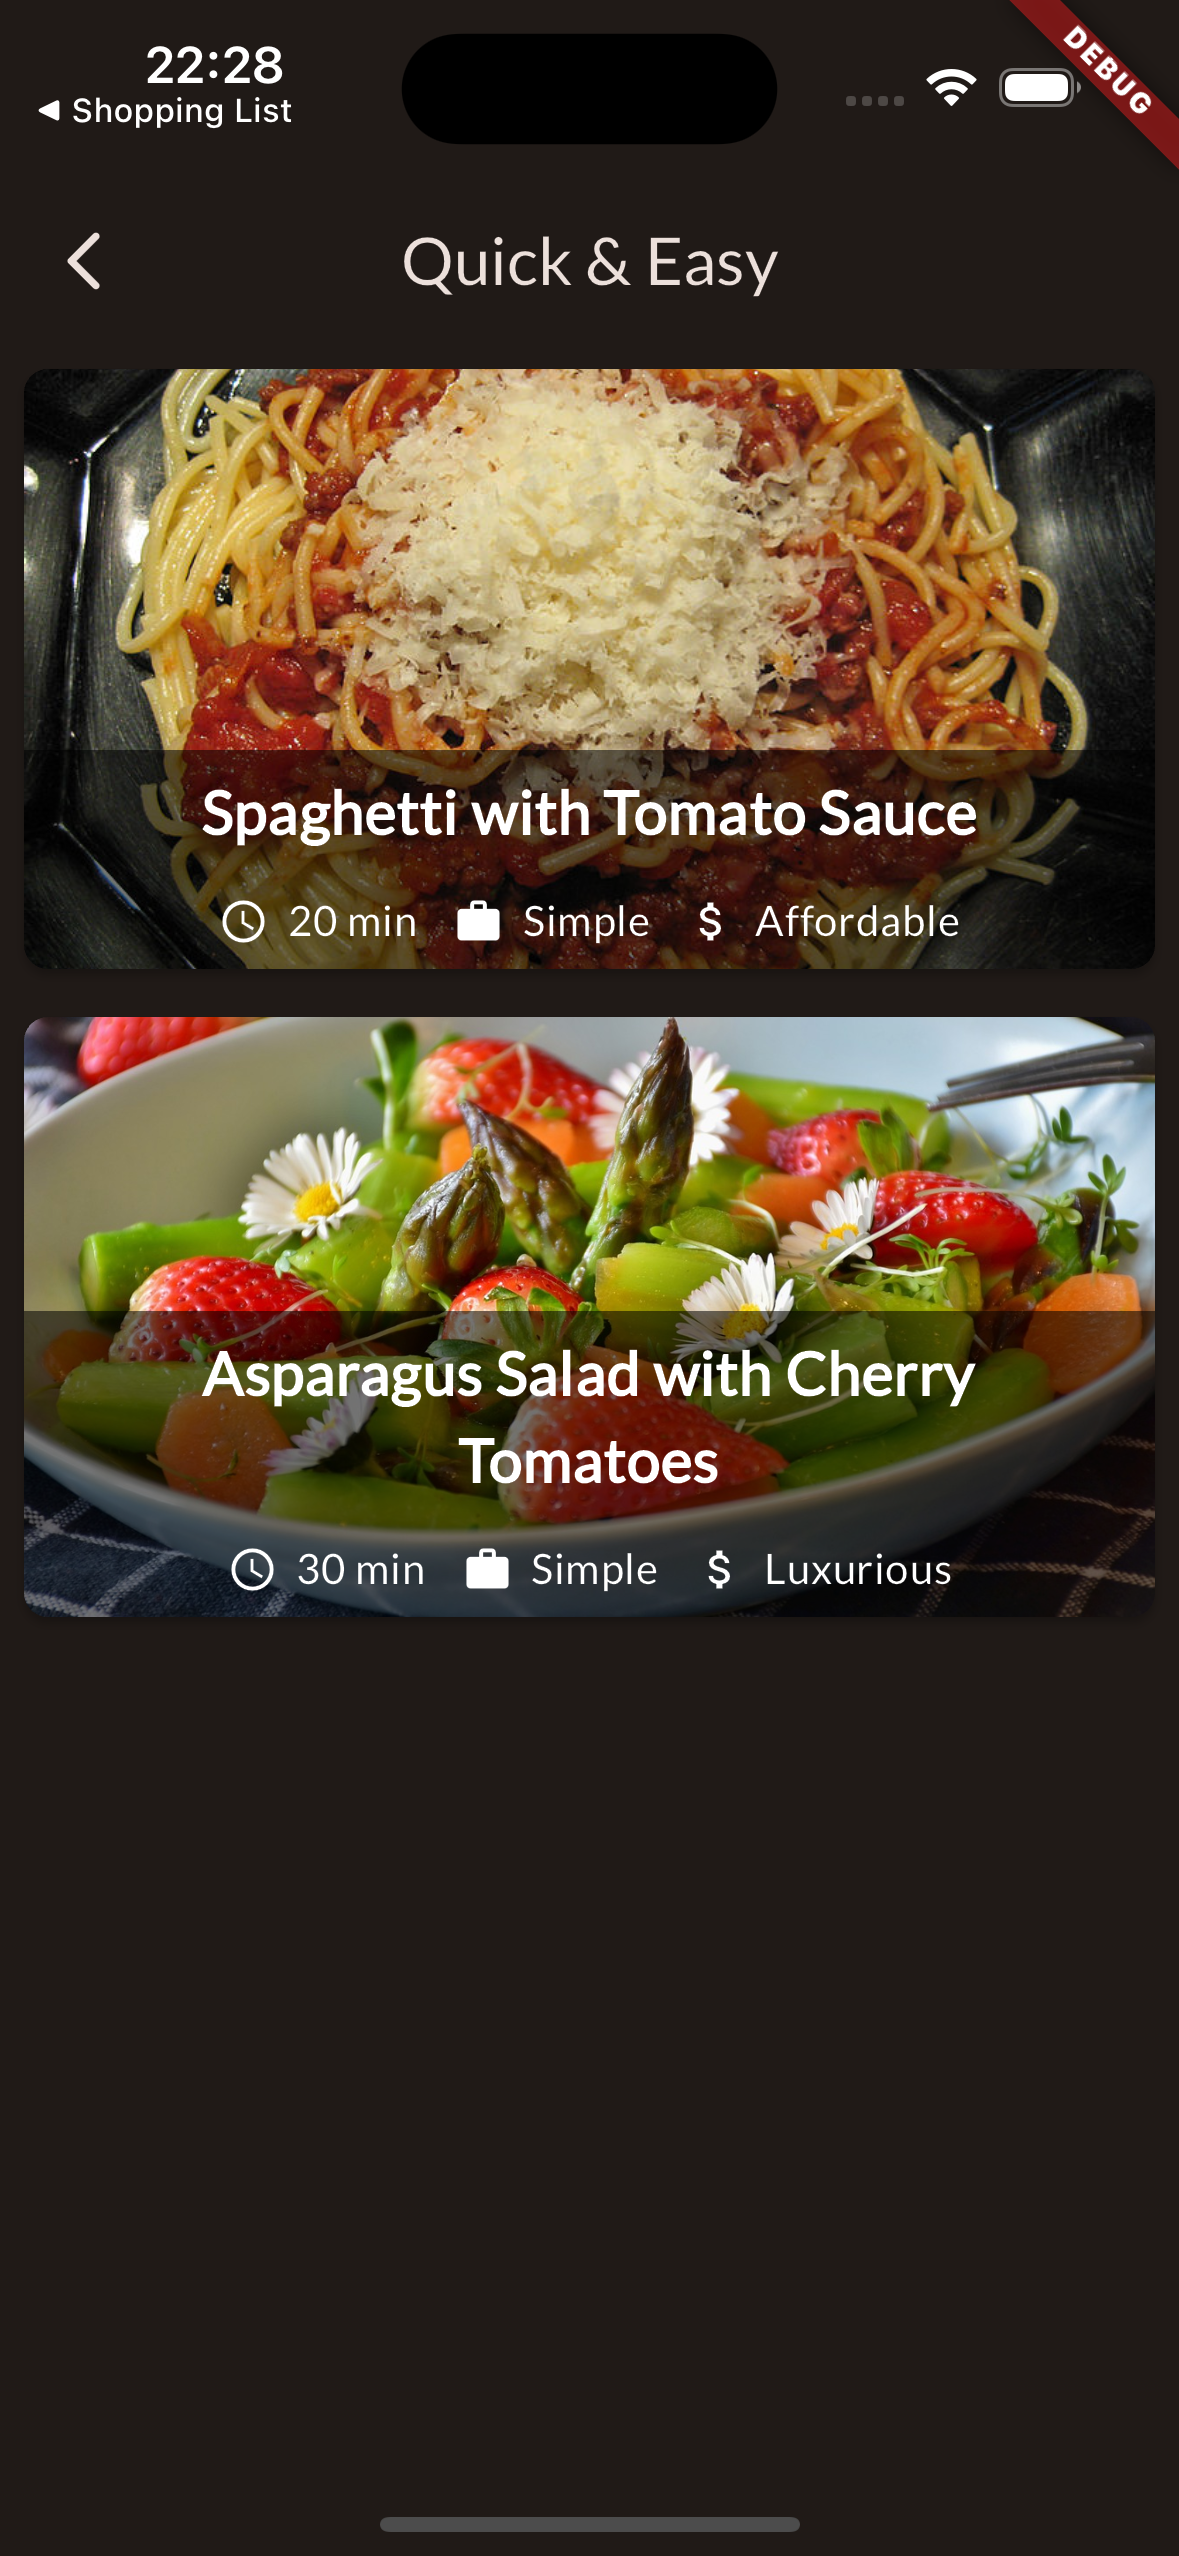 22:28
◀ Shopping List
DEBUG
Quick & Easy
Spaghetti with Tomato Sauce
20 min Simple $ Affordable
Asparagus Salad with Cherry
Tomatoes
30 min Simple $ Luxurious